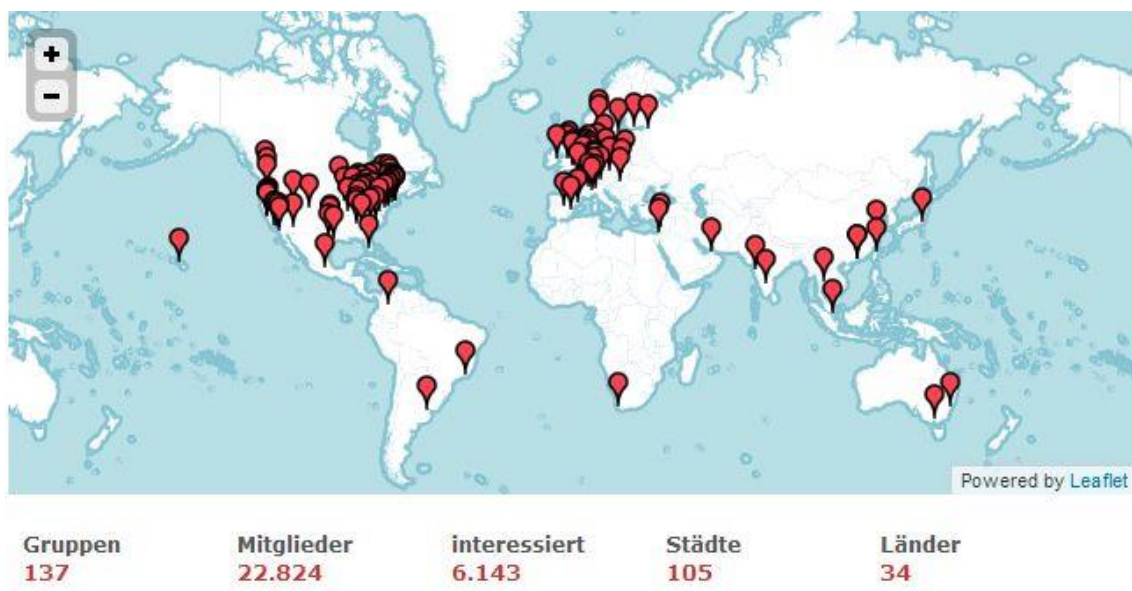 +
−
Powered by Leaflet
Gruppen Mitglieder interessiert Städte Länder
137 22.824 6.143 105 34